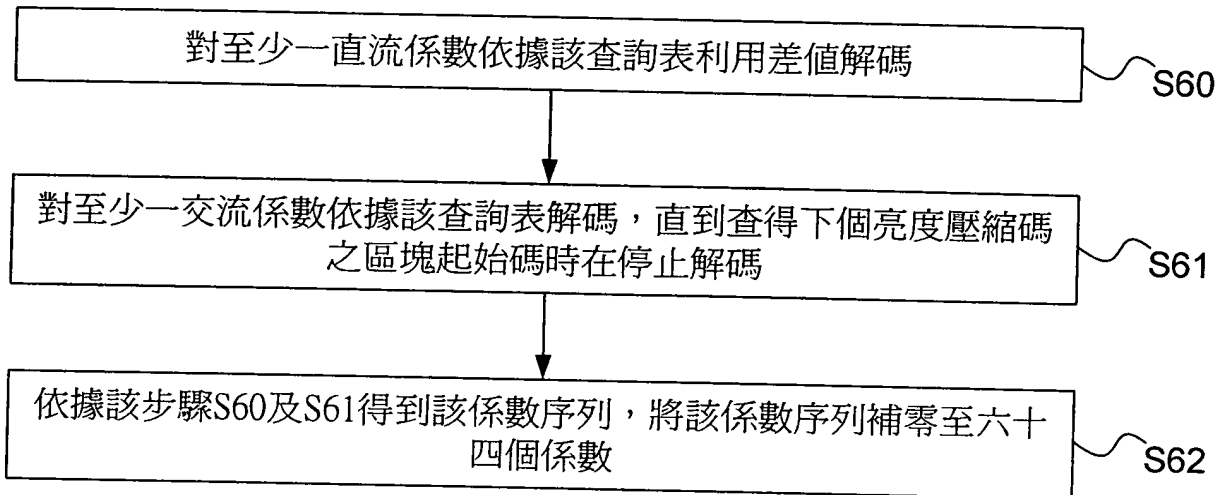 對至少一直流係數依據該查詢表利用差値解碼
S60
對至少一交流係數依據該查詢表解碼，直到查得下個亮度壓縮碼
之區塊起始碼時在停止解碼
S61
依據該步驟S60及S61得到該係數序列，將該係數序列補零至六十
四個係數
S62